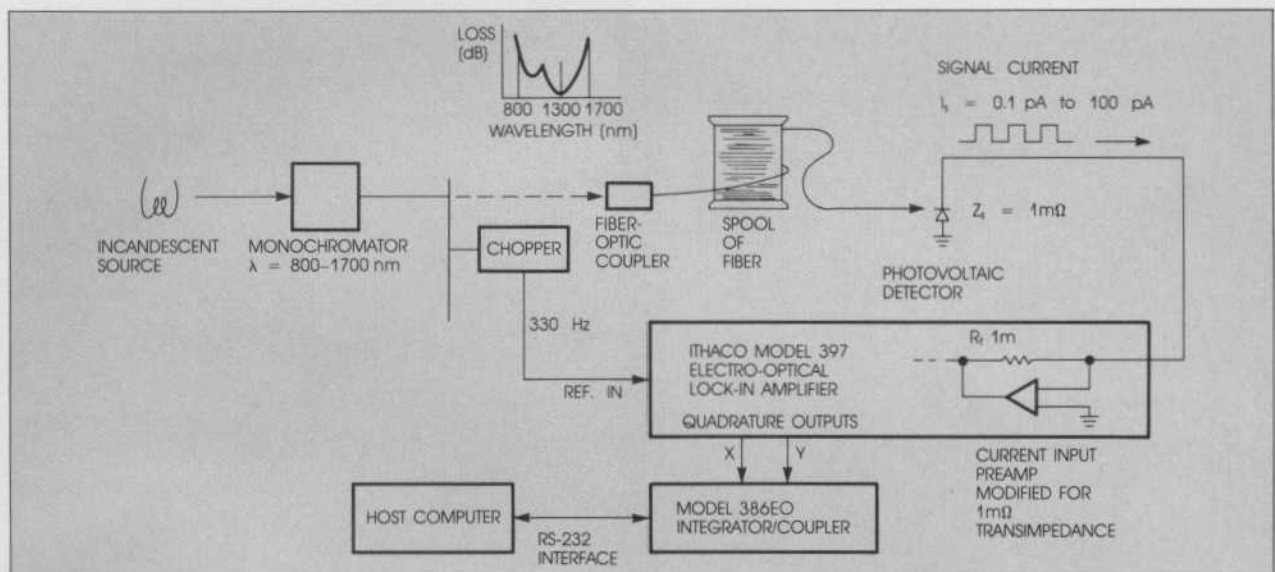 LOSS
(dB)
800 1300 1700
WAVELENGTH (nm)
SIGNAL CURRENT
Is = 0.1 pA to 100 pA
INCANDESCENT
SOURCE
MONOCHROMATOR
λ = 800–1700 nm
CHOPPER
FIBER-
OPTIC
COUPLER
SPOOL
OF
FIBER
Zs = 1mΩ
PHOTOVOLTAIC
DETECTOR
330 Hz
REF. IN
ITHACO MODEL 397
ELECTRO-OPTICAL
LOCK-IN AMPLIFIER
Rf 1m
QUADRATURE OUTPUTS
X Y
CURRENT INPUT
PREAMP
MODIFIED FOR
1mΩ
TRANSIMPEDANCE
HOST COMPUTER
RS-232
INTERFACE
MODEL 386EO
INTEGRATOR/COUPLER